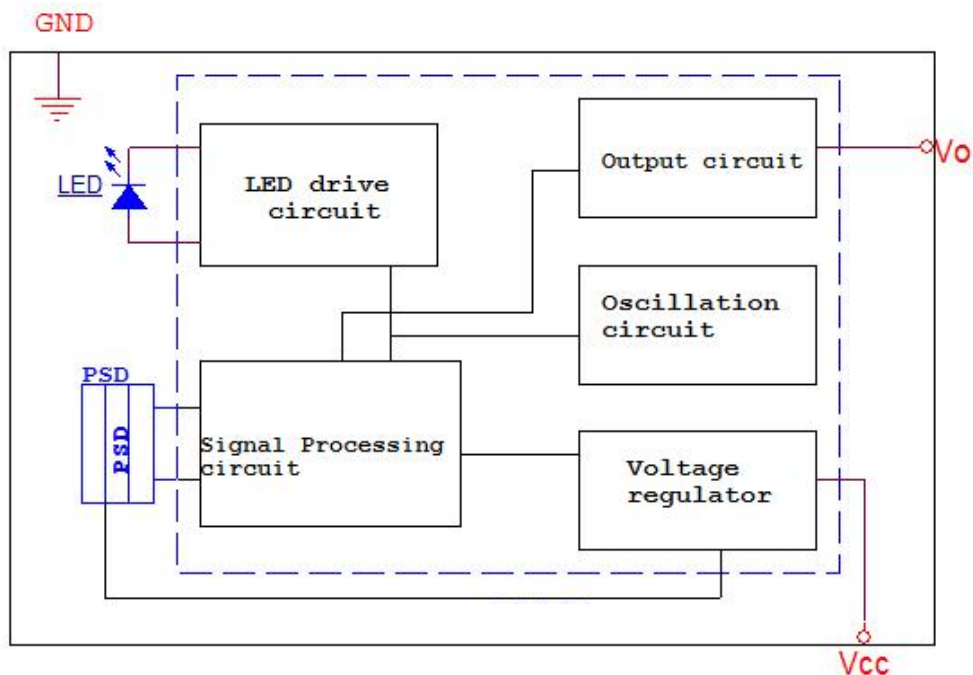 GND
LED drive
circuit
Output circuit
Vo
LED
Oscillation
circuit
PSD
PSD
Signal Processing
circuit
Voltage
regulator
Vcc